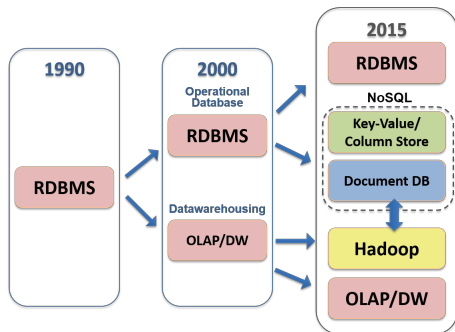 1990
RDBMS
2000
Operational
Database
RDBMS
Datawarehousing
OLAP/DW
2015
RDBMS
NoSQL
Key-Value/
Column Store
Document DB
Hadoop
OLAP/DW